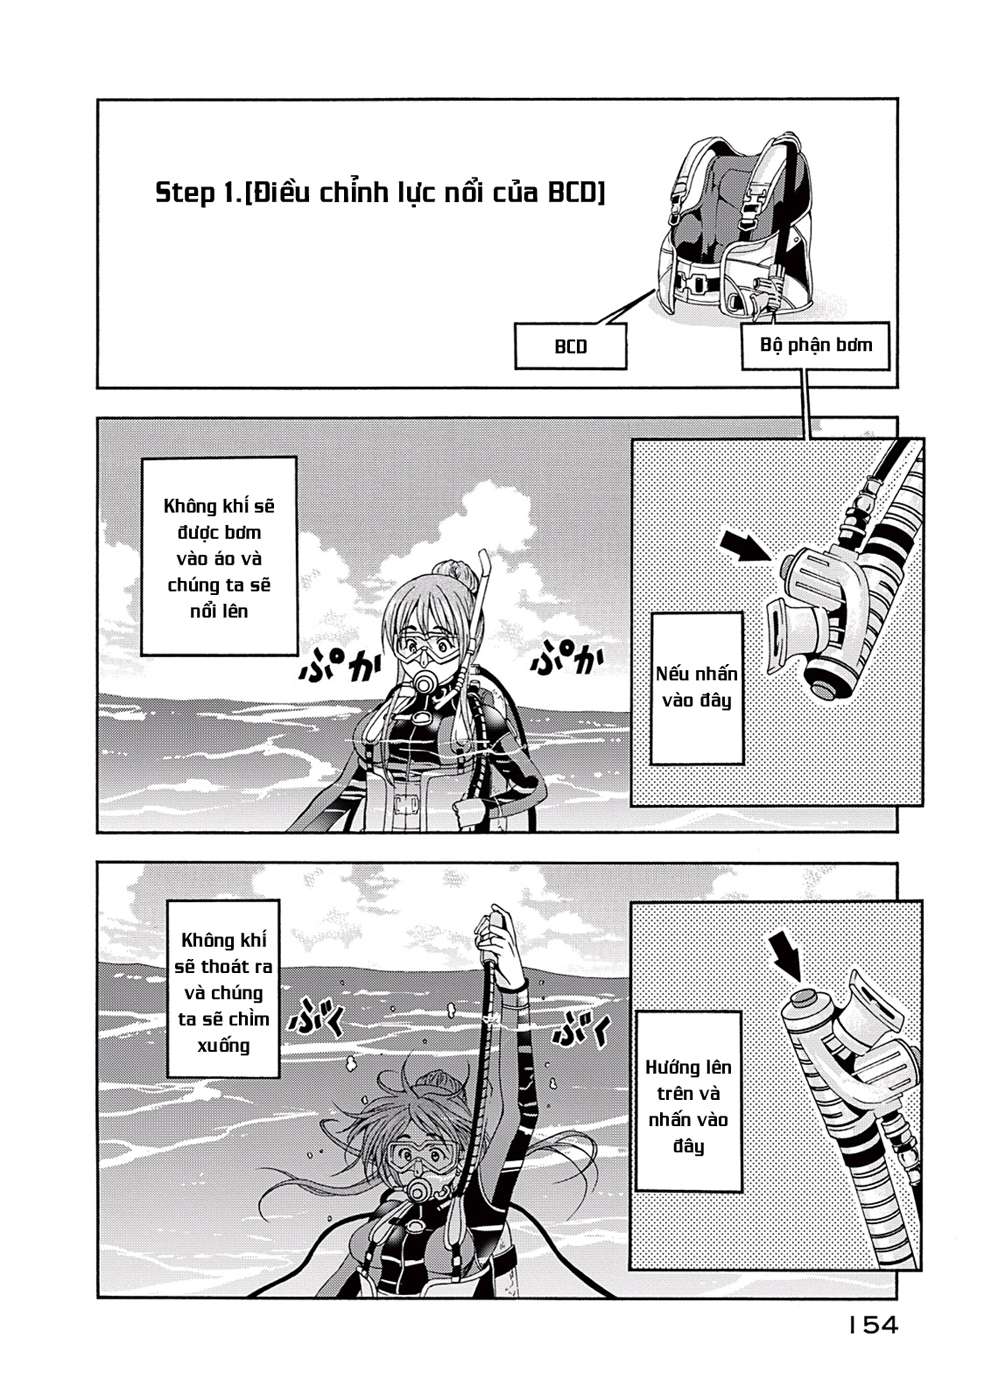 Step 1.[Điều chỉnh lực nổi của BCD]
BCD
Bộ phận bơm
Không khí sẽ
được bơm
vào áo và
chúng ta sẽ
nổi lên
ぷか
ぷか
Nếu nhấn
vào đây
Không khí
sẽ thoát ra
và chúng
ta sẽ chìm
xuống
ぶく
ぶく
Hướng lên
trên và
nhấn vào
đây
154